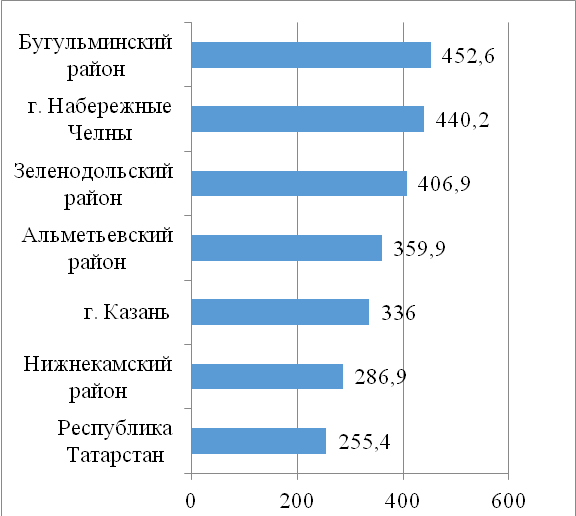 Бугульминский
район
452,6
г. Набережные
Челны
440,2
Зеленодольский
район
406,9
Альметьевский
район
359,9
г. Казань
336
Нижнекамский
район
286,9
Республика
Татарстан
255,4
0 200 400 600